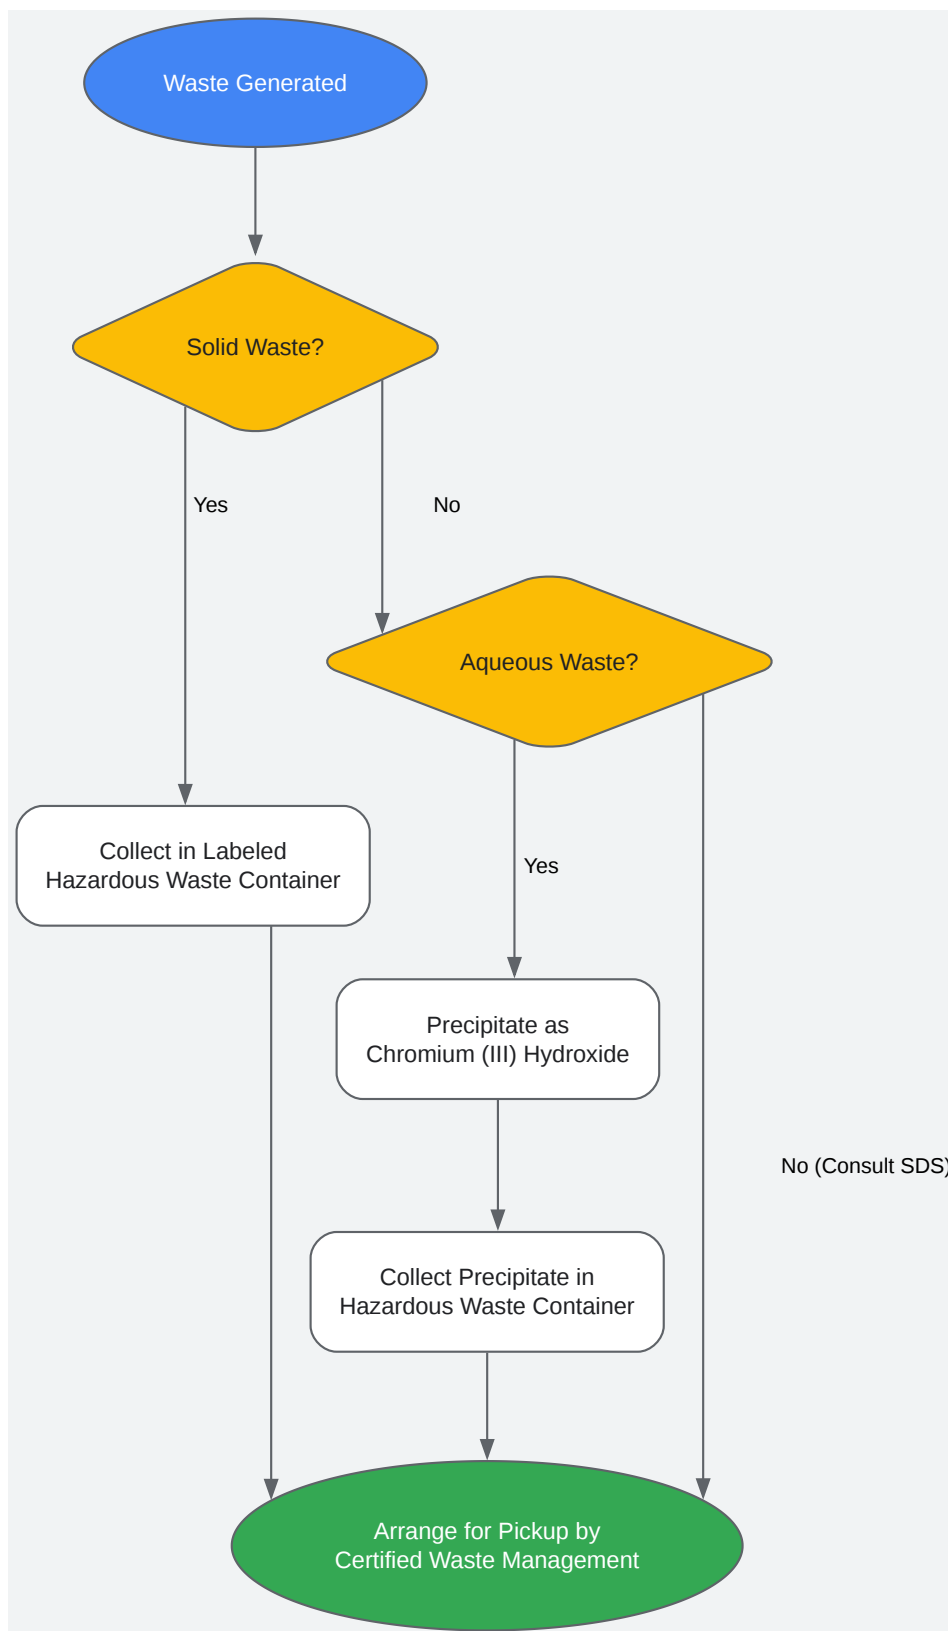 Waste Generated
Solid Waste?
Yes
No
Aqueous Waste?
Collect in Labeled
Hazardous Waste Container
Yes
Precipitate as
Chromium (III) Hydroxide
No (Consult SDS)
Collect Precipitate in
Hazardous Waste Container
Arrange for Pickup by
Certified Waste Management